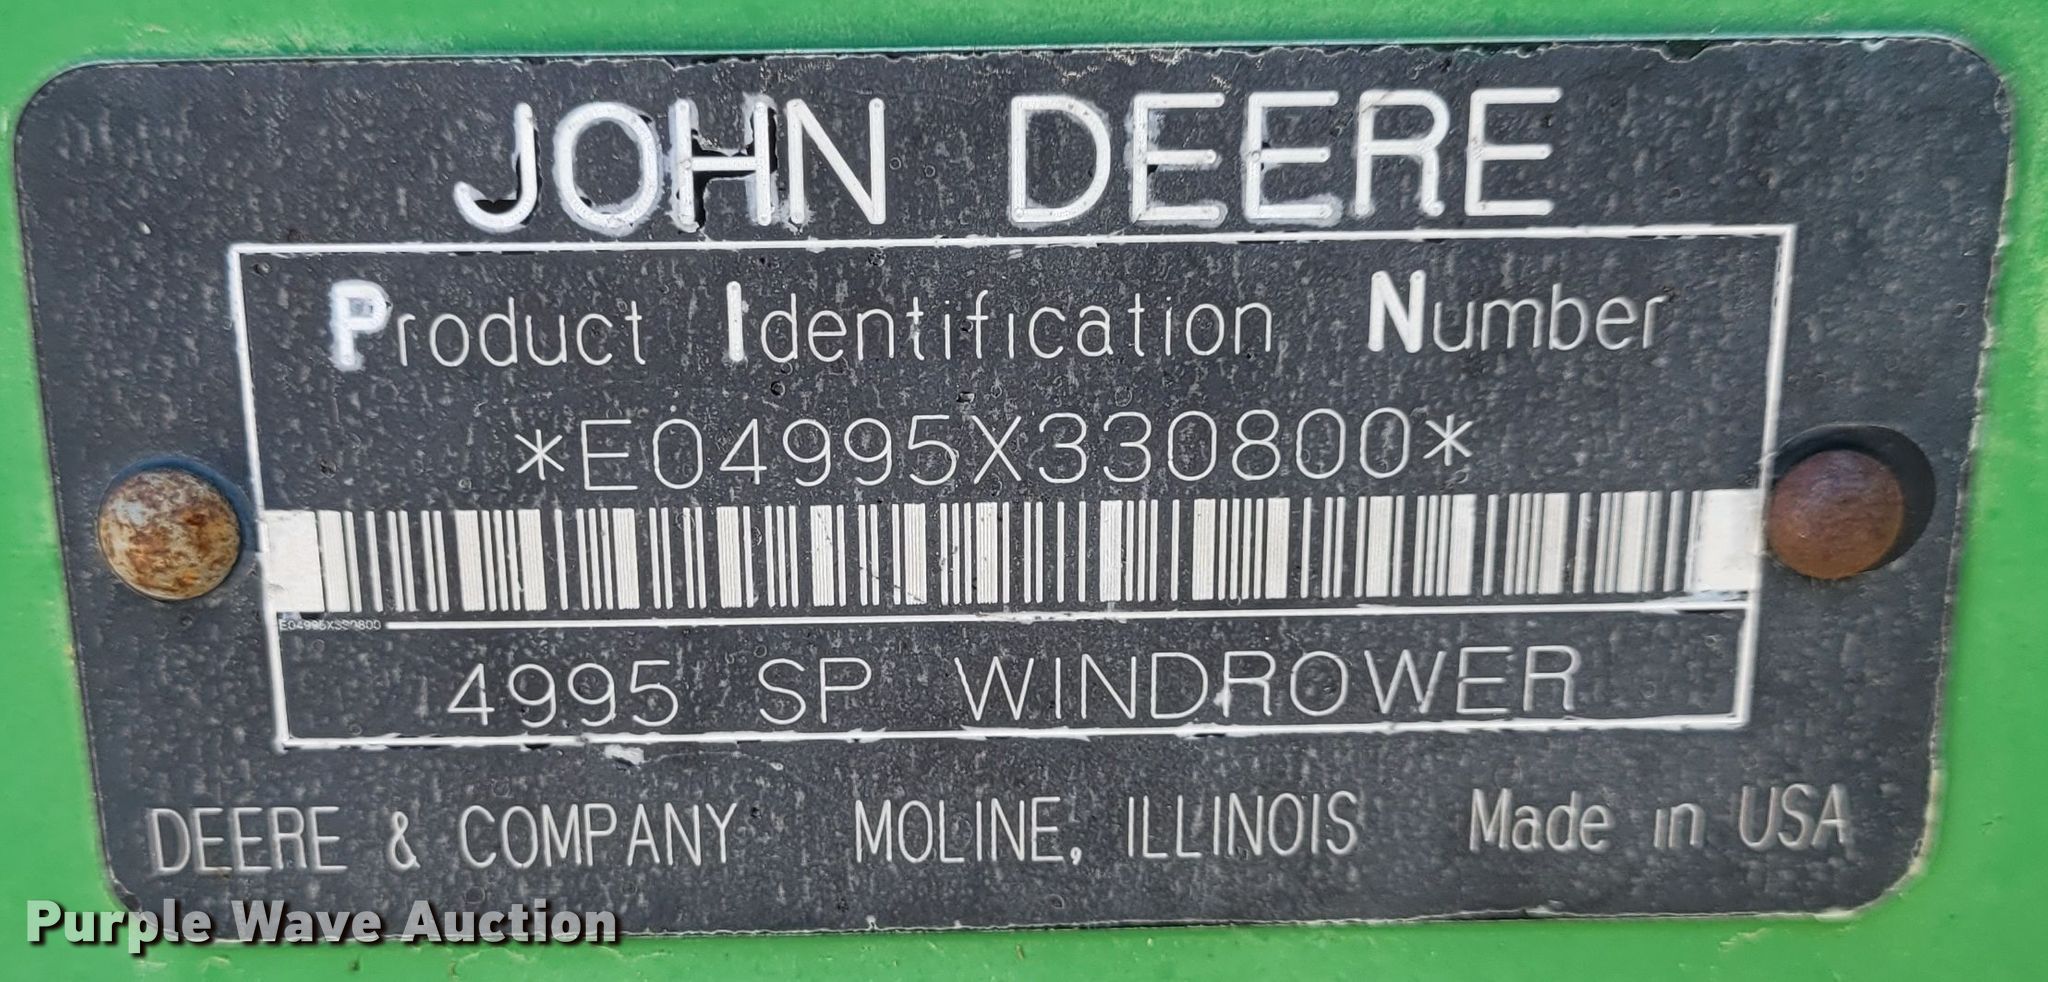 JOHN DEERE
Product Identification Number
*E04995X330800*
E04995X330800
4995 SP WINDROWER
DEERE & COMPANY MOLINE, ILLINOIS Made in USA
Purple Wave Auction